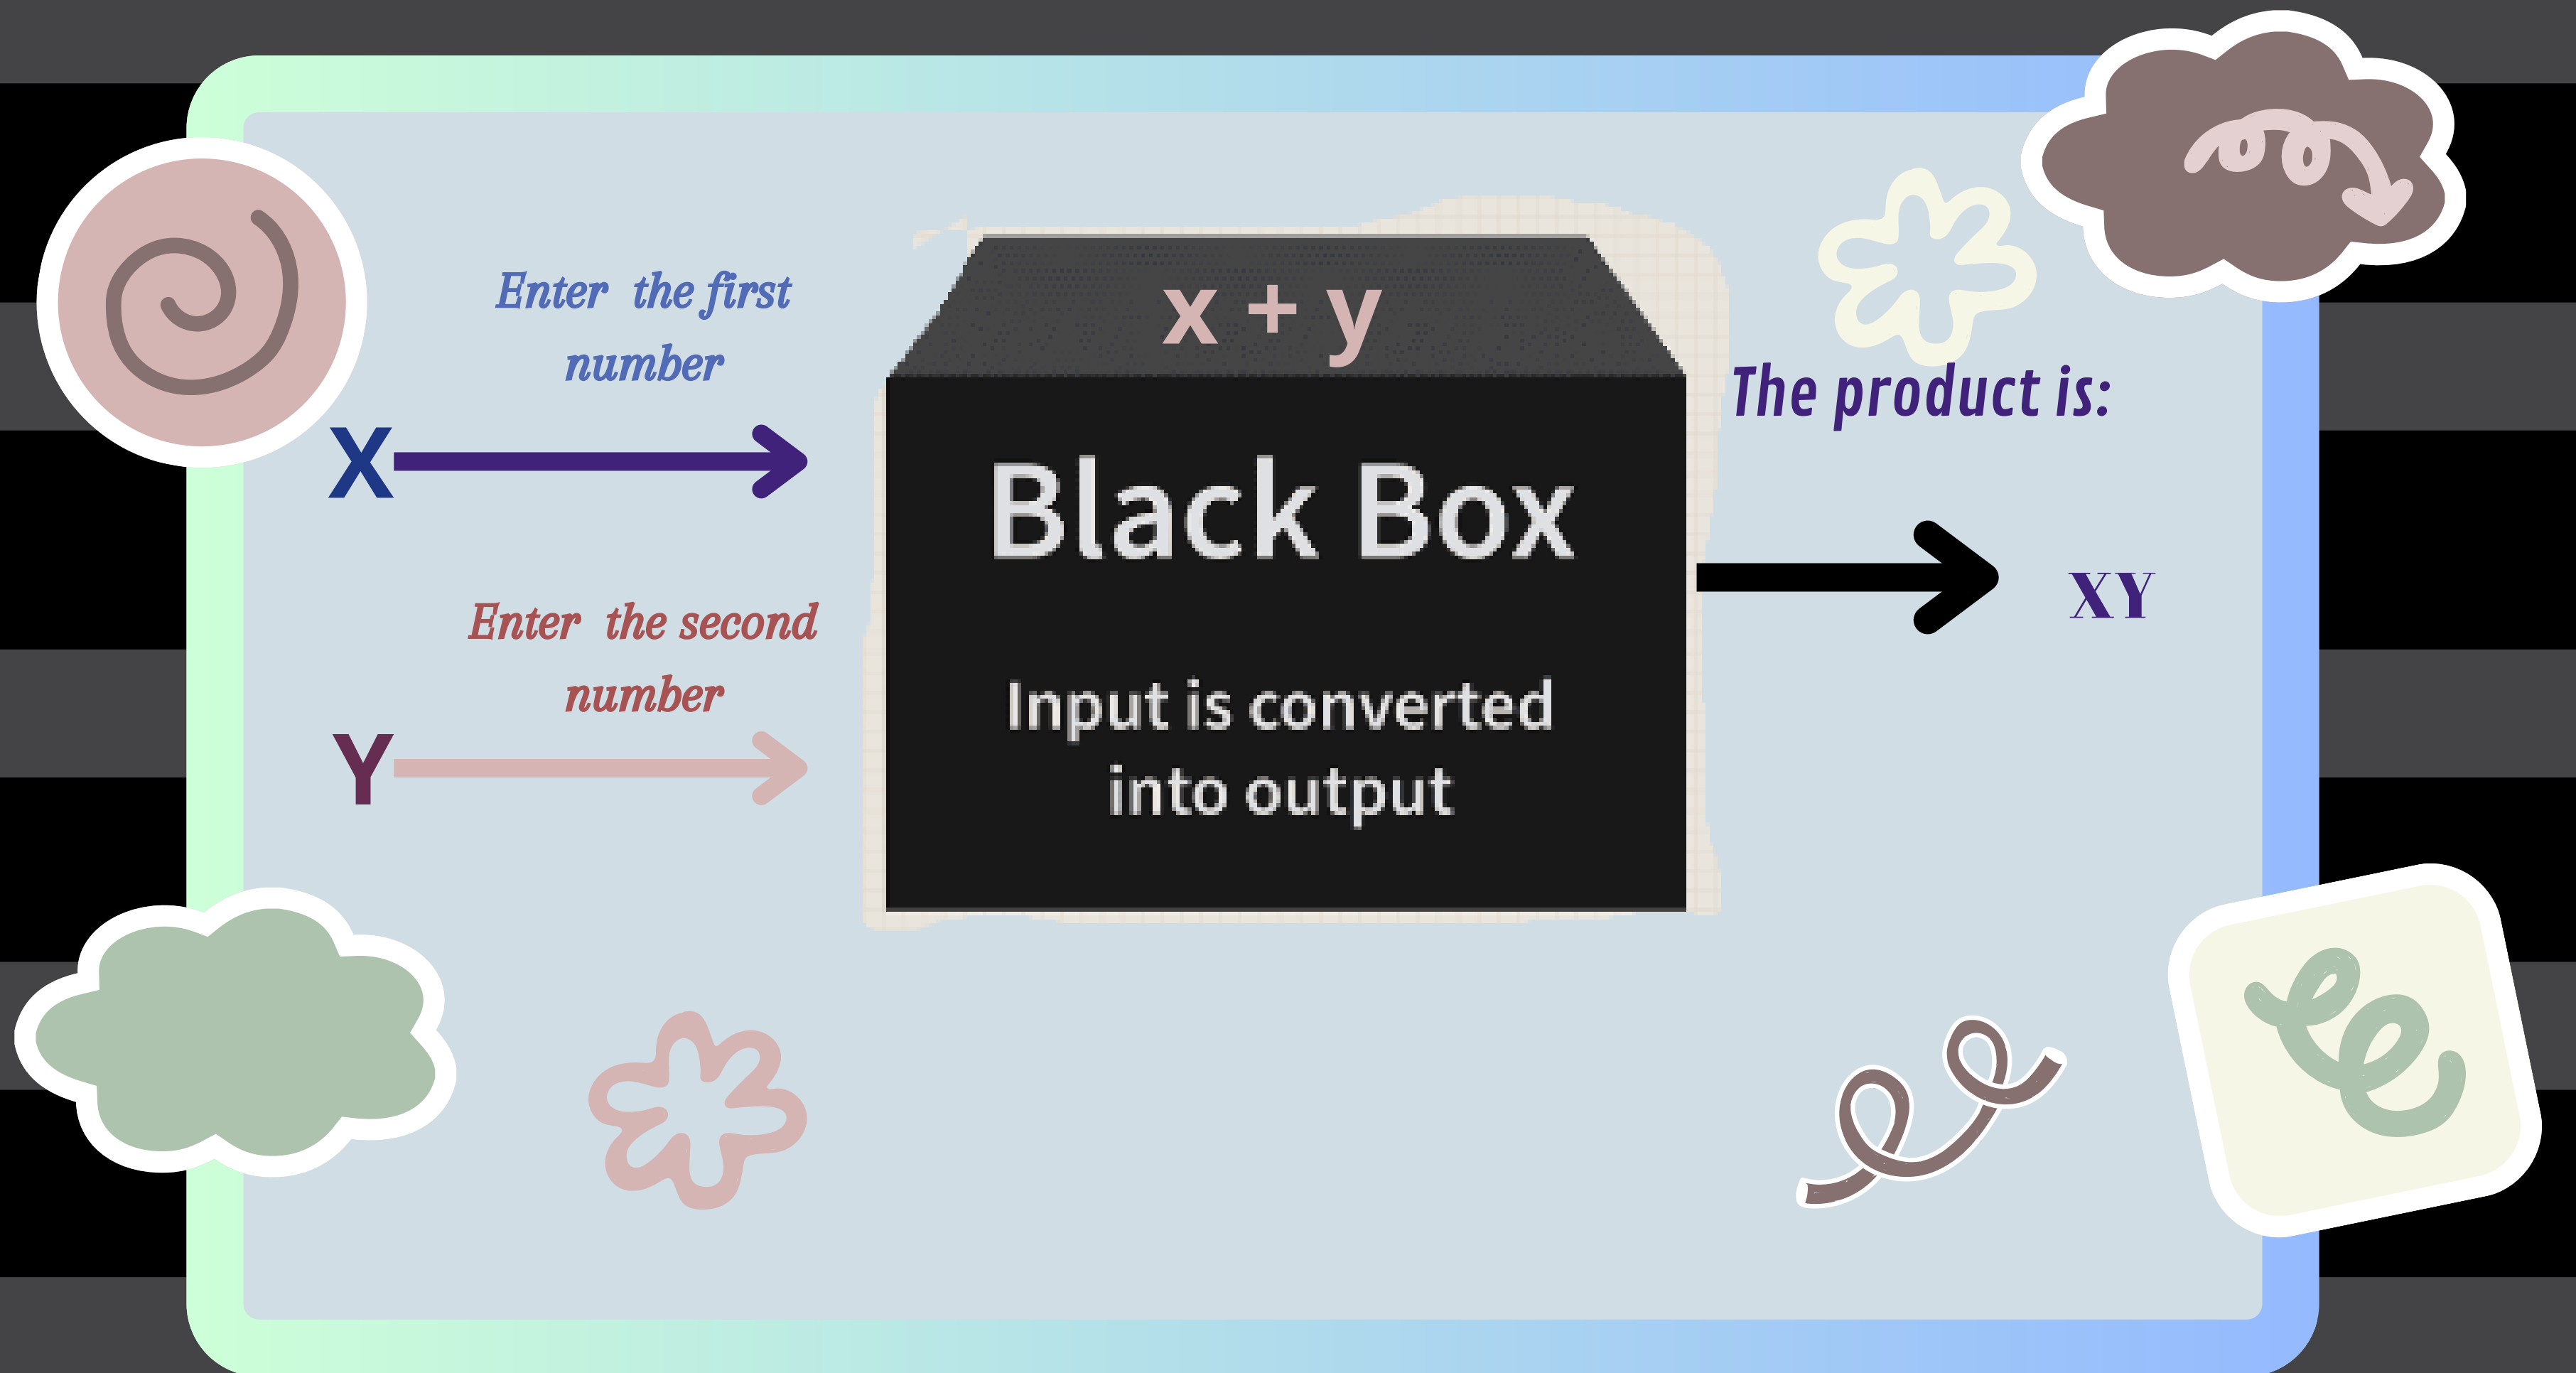 Enter the first
number
X
Enter the second
number
Y
x + y
Black Box
Input is converted
into output
The product is:
XY